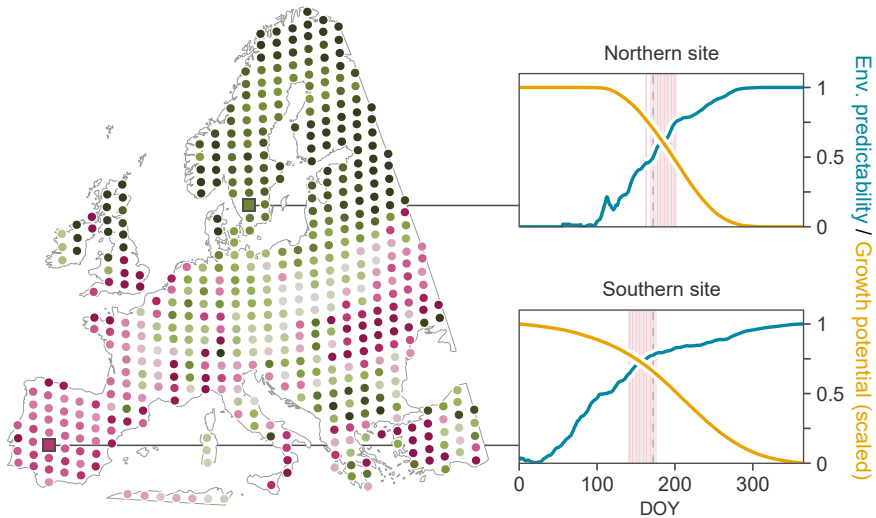 Northern site
1
0.5
0
Southern site
1
0.5
0
0
100
200
300
DOY
Env. predictability / Growth potential (scaled)